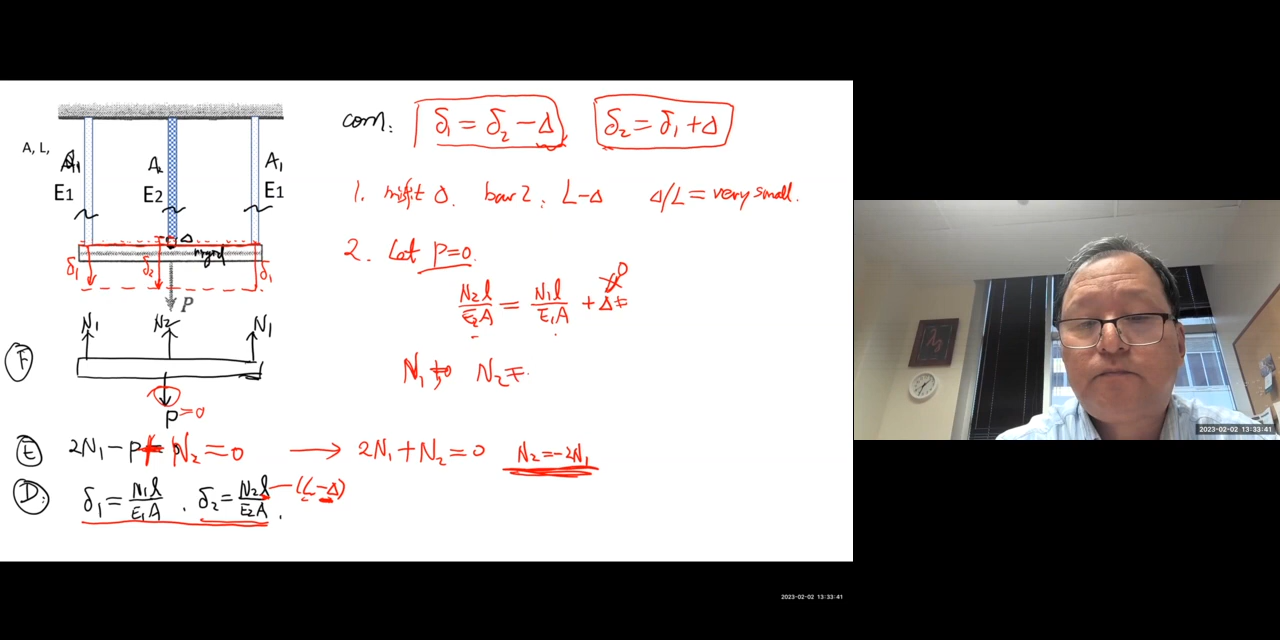 com: δ₁ = δ₂ − Δ, δ₂ = δ₁ + Δ
A, L,
A₁ A₂ A₁
E1 E2 E1
1. misfit Δ. bar 2: L−Δ Δ/L = very small.
Δ
rigid
δ₁ δ₂ δ₁
2. Let P=0.
P
N₂l/E₂A = N₁l/E₁A + Δ 0
N₁ N₂ N₁
F
N₁ ≠0 N₂ ≠
P=0
E 2N₁ − P + N₂ = 0 → 2N₁ + N₂ = 0 N₂ = −2N₁
D: δ₁ = N₁l/E₁A , δ₂ = N₂l/E₂A . (L−Δ)
2023-02-02 13:33:41
2023-02-02 13:33:41